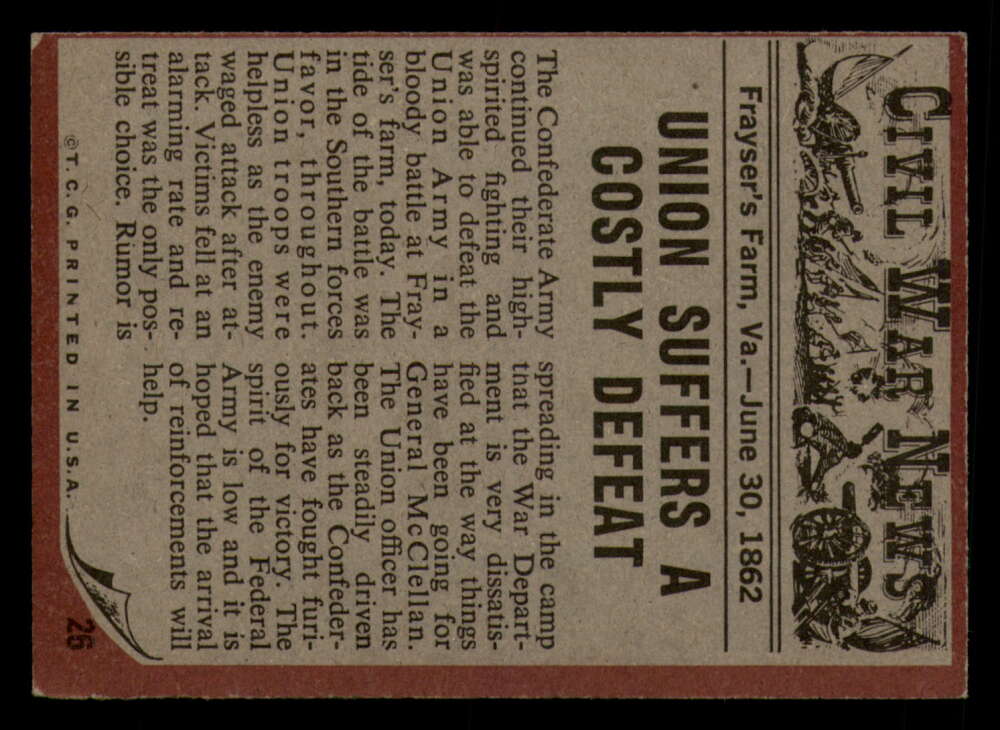 CIVIL WAR NEWS
Frayser's Farm, Va.—June 30, 1862
UNION SUFFERS A
COSTLY DEFEAT
The Confederate Army
continued their high-
spirited fighting and
was able to defeat the
Union Army in a
bloody battle at Fray-
ser's farm, today. The
tide of the battle was
in the Southern forces
favor, throughout.
Union troops were
helpless as the enemy
waged attack after at-
tack. Victims fell at an
alarming rate and re-
treat was the only pos-
sible choice. Rumor is
spreading in the camp
that the War Depart-
ment is very dissatis-
fied at the way things
have been going for
General McClellan.
The Union officer has
been steadily driven
back as the Confeder-
ates have fought furi-
ously for victory. The
spirit of the Federal
Army is low and it is
hoped that the arrival
of reinforcements will
help.
©T.C.G. PRINTED IN U.S.A.
26